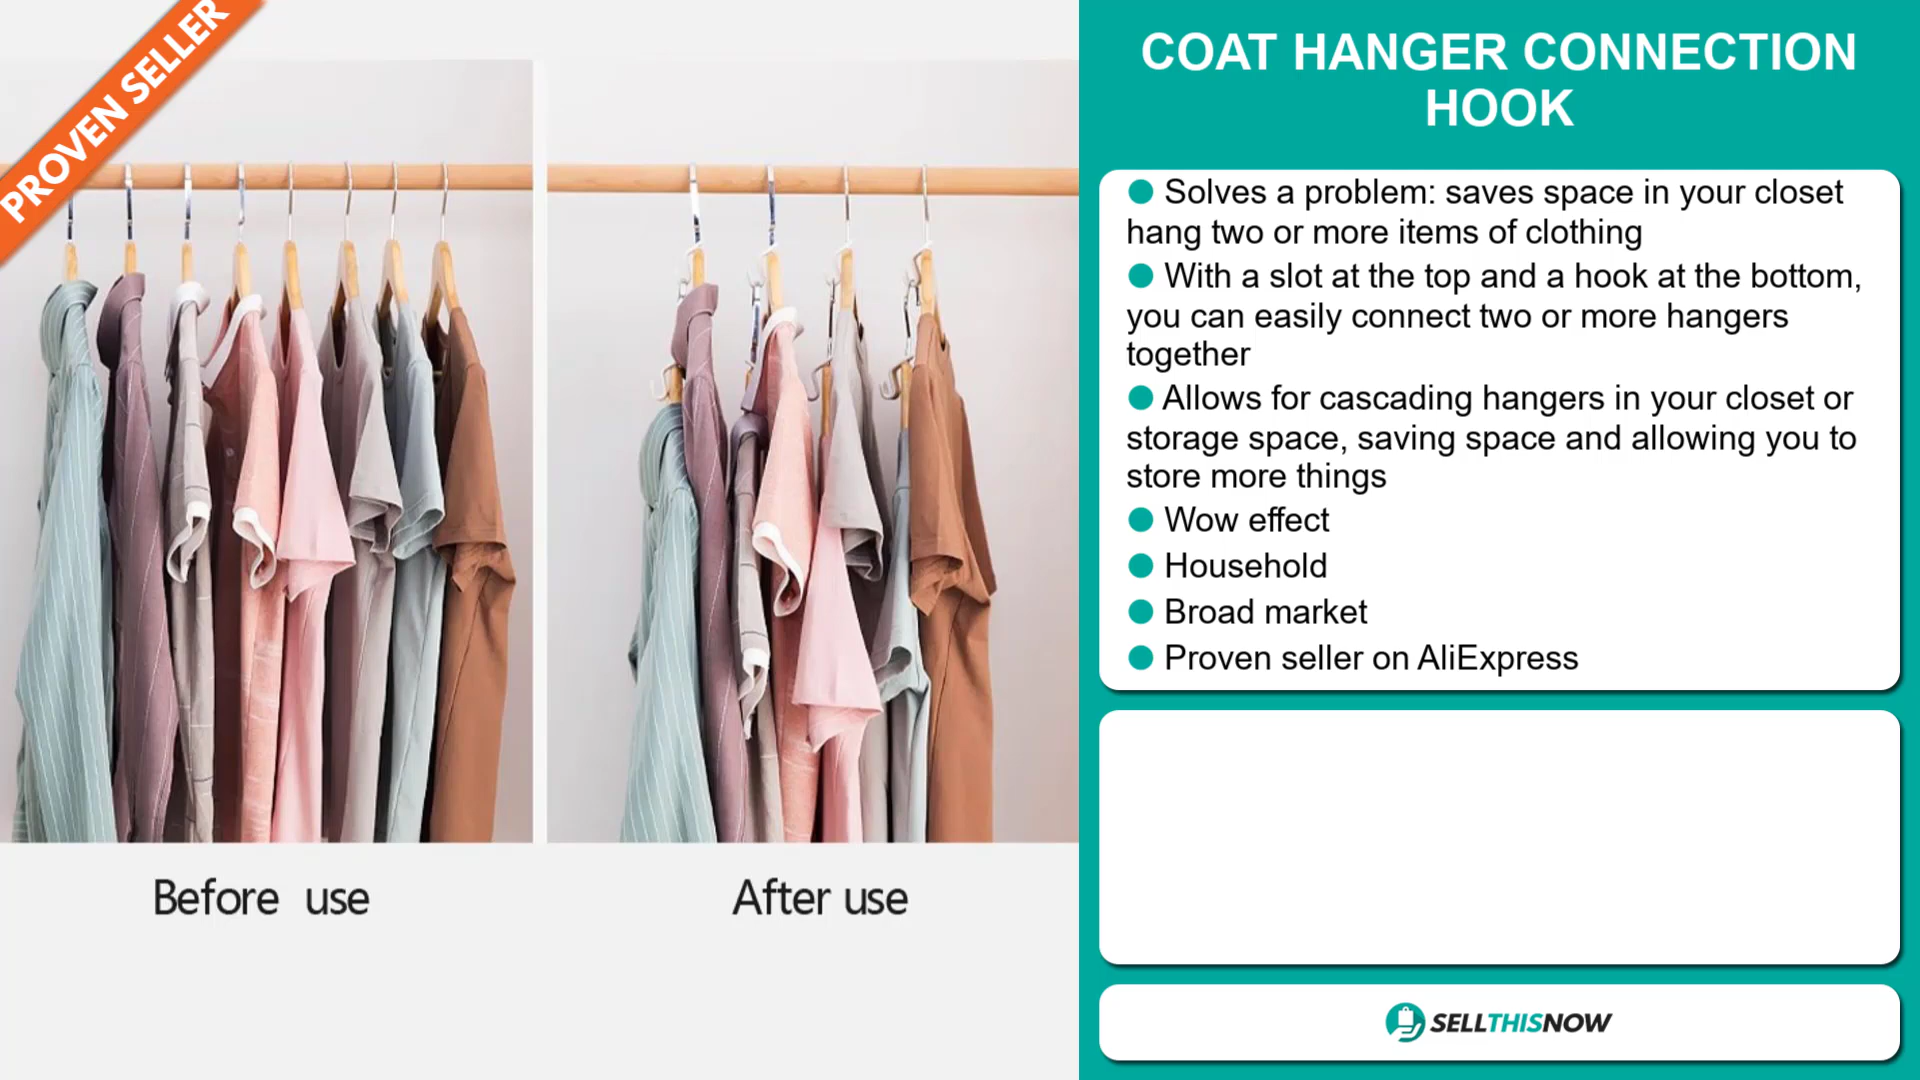 PROVEN SELLER
COAT HANGER CONNECTION
HOOK
● Solves a problem: saves space in your closet
hang two or more items of clothing
● With a slot at the top and a hook at the bottom,
you can easily connect two or more hangers
together
● Allows for cascading hangers in your closet or
storage space, saving space and allowing you to
store more things
● Wow effect
● Household
● Broad market
● Proven seller on AliExpress
Before use
After use
SELLTHISNOW